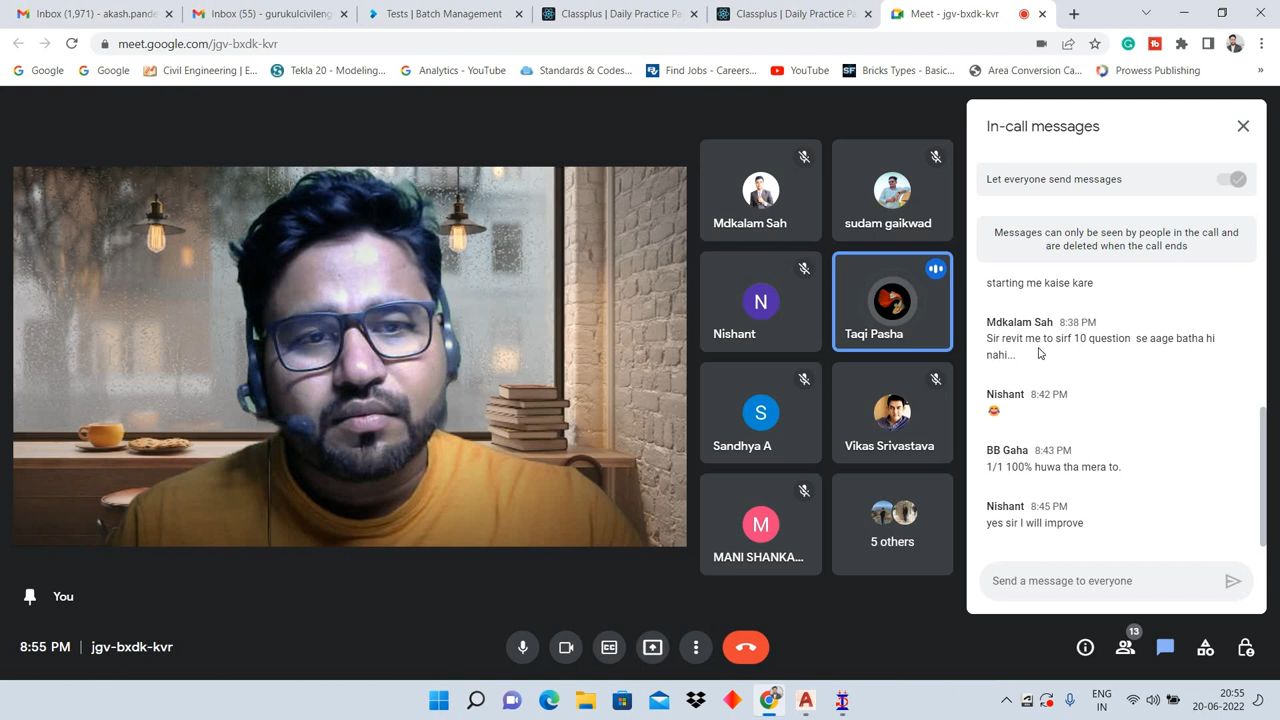 Inbox (1,971) - akash.pande
Inbox (55) - gurukulcivileng
Tests | Batch Management
Classplus | Daily Practice Pa
Classplus | Daily Practice Pa
Meet - jgv-bxdk-kvr
meet.google.com/jgv-bxdk-kvr
Google
Google
Civil Engineering | E...
Tekla 20 - Modeling...
Analytics - YouTube
Standards & Codes...
Find Jobs - Careers...
YouTube
SF
Bricks Types - Basic...
Area Conversion Ca...
Prowess Publishing
»
Mdkalam Sah
sudam gaikwad
N
Nishant
Taqi Pasha
S
Sandhya A
Vikas Srivastava
M
MANI SHANKA...
5 others
In-call messages
Let everyone send messages
Messages can only be seen by people in the call and
are deleted when the call ends
starting me kaise kare
Mdkalam Sah 8:38 PM
Sir revit me to sirf 10 question se aage batha hi
nahi...
Nishant 8:42 PM
😂
BB Gaha 8:43 PM
1/1 100% huwa tha mera to.
Nishant 8:45 PM
yes sir I will improve
Send a message to everyone
You
8:55 PM | jgv-bxdk-kvr
CC
13
ENG
IN
20:55
20-06-2022